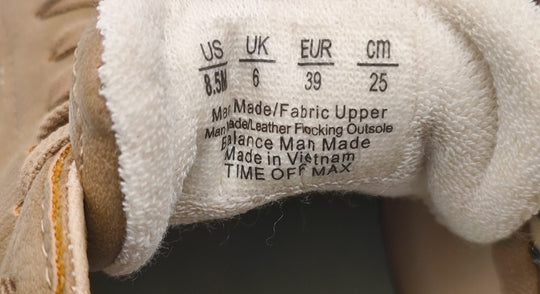 US UK EUR cm
8.5M 6 39 25
Man Made/Fabric Upper
Man Made/Leather Flocking Outsole
Balance Man Made
Made in Vietnam
TIME OFF MAX